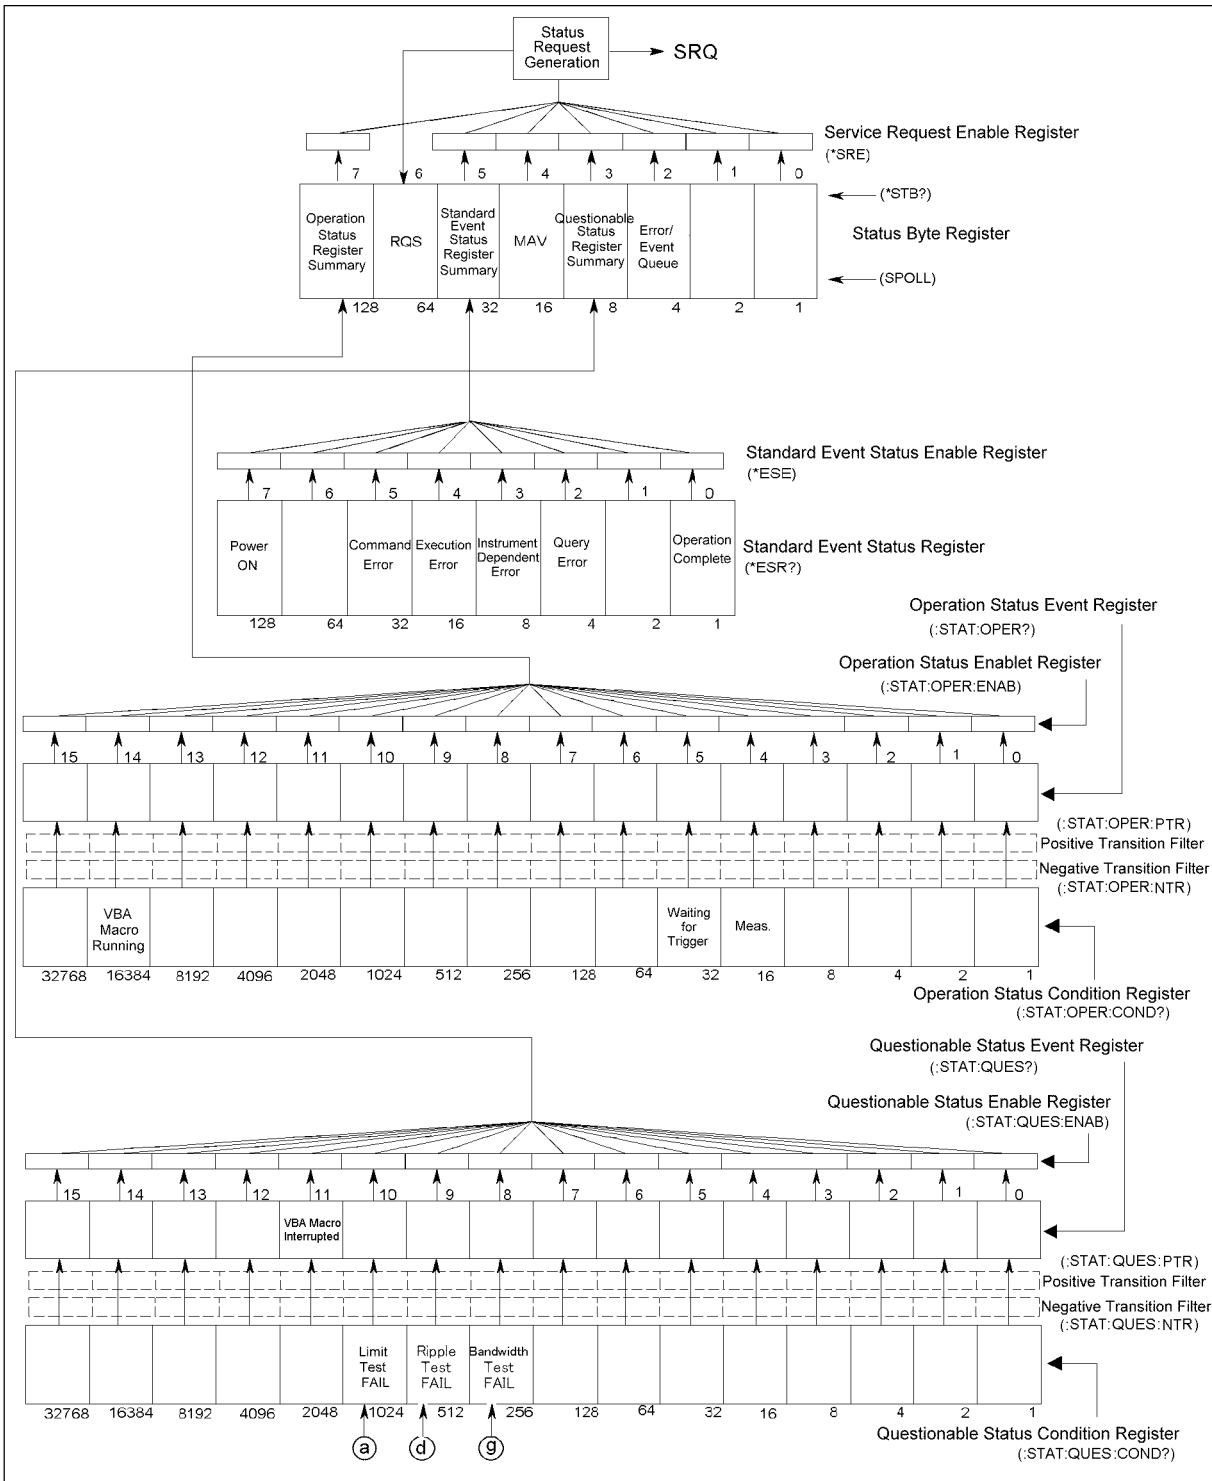 Status
Request
Generation
SRQ
Service Request Enable Register
(*SRE)
7 6 5 4 3 2 1 0
Operation
Status
Register
Summary
RQS
Standard
Event
Status
Register
Summary
MAV
Questionable
Status
Register
Summary
Error/
Event
Queue
(*STB?)
Status Byte Register
(SPOLL)
128 64 32 16 8 4 2 1
Standard Event Status Enable Register
(*ESE)
7 6 5 4 3 2 1 0
Power
ON
Command
Error
Execution
Error
Instrument
Dependent
Error
Query
Error
Operation
Complete
Standard Event Status Register
(*ESR?)
128 64 32 16 8 4 2 1
Operation Status Event Register
(:STAT:OPER?)
Operation Status Enablet Register
(:STAT:OPER:ENAB)
15 14 13 12 11 10 9 8 7 6 5 4 3 2 1 0
(:STAT:OPER:PTR)
Positive Transition Filter
Negative Transition Filter
(:STAT:OPER:NTR)
VBA
Macro
Running
Waiting
for
Trigger
Meas.
32768 16384 8192 4096 2048 1024 512 256 128 64 32 16 8 4 2 1
Operation Status Condition Register
(:STAT:OPER:COND?)
Questionable Status Event Register
(:STAT:QUES?)
Questionable Status Enable Register
(:STAT:QUES:ENAB)
15 14 13 12 11 10 9 8 7 6 5 4 3 2 1 0
VBA Macro
Interrupted
(:STAT:QUES:PTR)
Positive Transition Filter
Negative Transition Filter
(:STAT:QUES:NTR)
Limit
Test
FAIL
Ripple
Test
FAIL
Bandwidth
Test
FAIL
32768 16384 8192 4096 2048 1024 512 256 128 64 32 16 8 4 2 1
a d g
Questionable Status Condition Register
(:STAT:QUES:COND?)